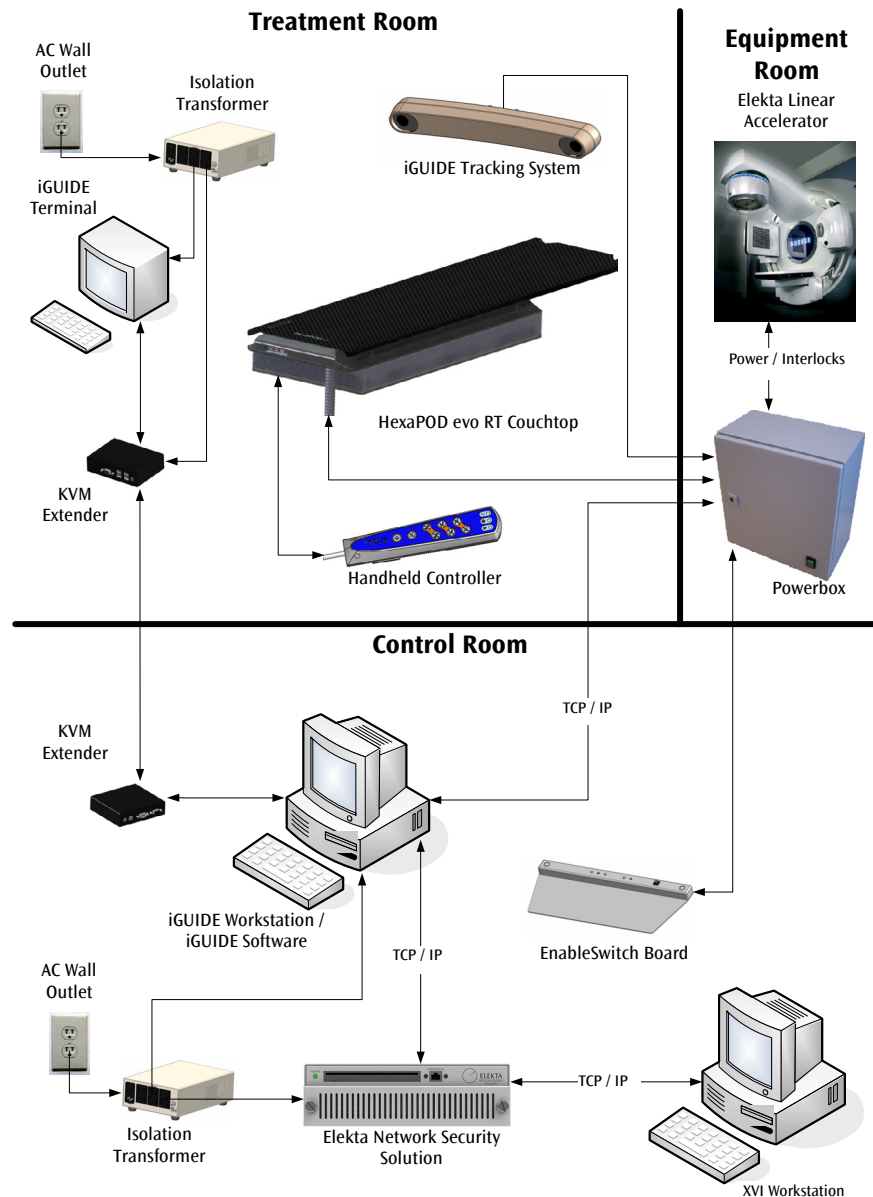 Treatment Room
AC Wall
Outlet
Isolation
Transformer
iGUIDE
Terminal
iGUIDE Tracking System
Equipment
Room
Elekta Linear
Accelerator
Power / Interlocks
HexaPOD evo RT Couchtop
KVM
Extender
Handheld Controller
Powerbox
Control Room
TCP / IP
KVM
Extender
iGUIDE Workstation /
iGUIDE Software
TCP / IP
EnableSwitch Board
AC Wall
Outlet
Isolation
Transformer
ELEKTA
Elekta Network Security
Solution
TCP / IP
XVI Workstation